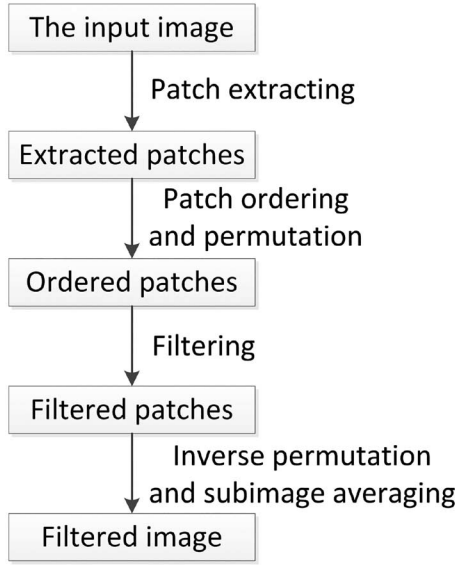 The input image
Patch extracting
Extracted patches
Patch ordering
and permutation
Ordered patches
Filtering
Filtered patches
Inverse permutation
and subimage averaging
Filtered image